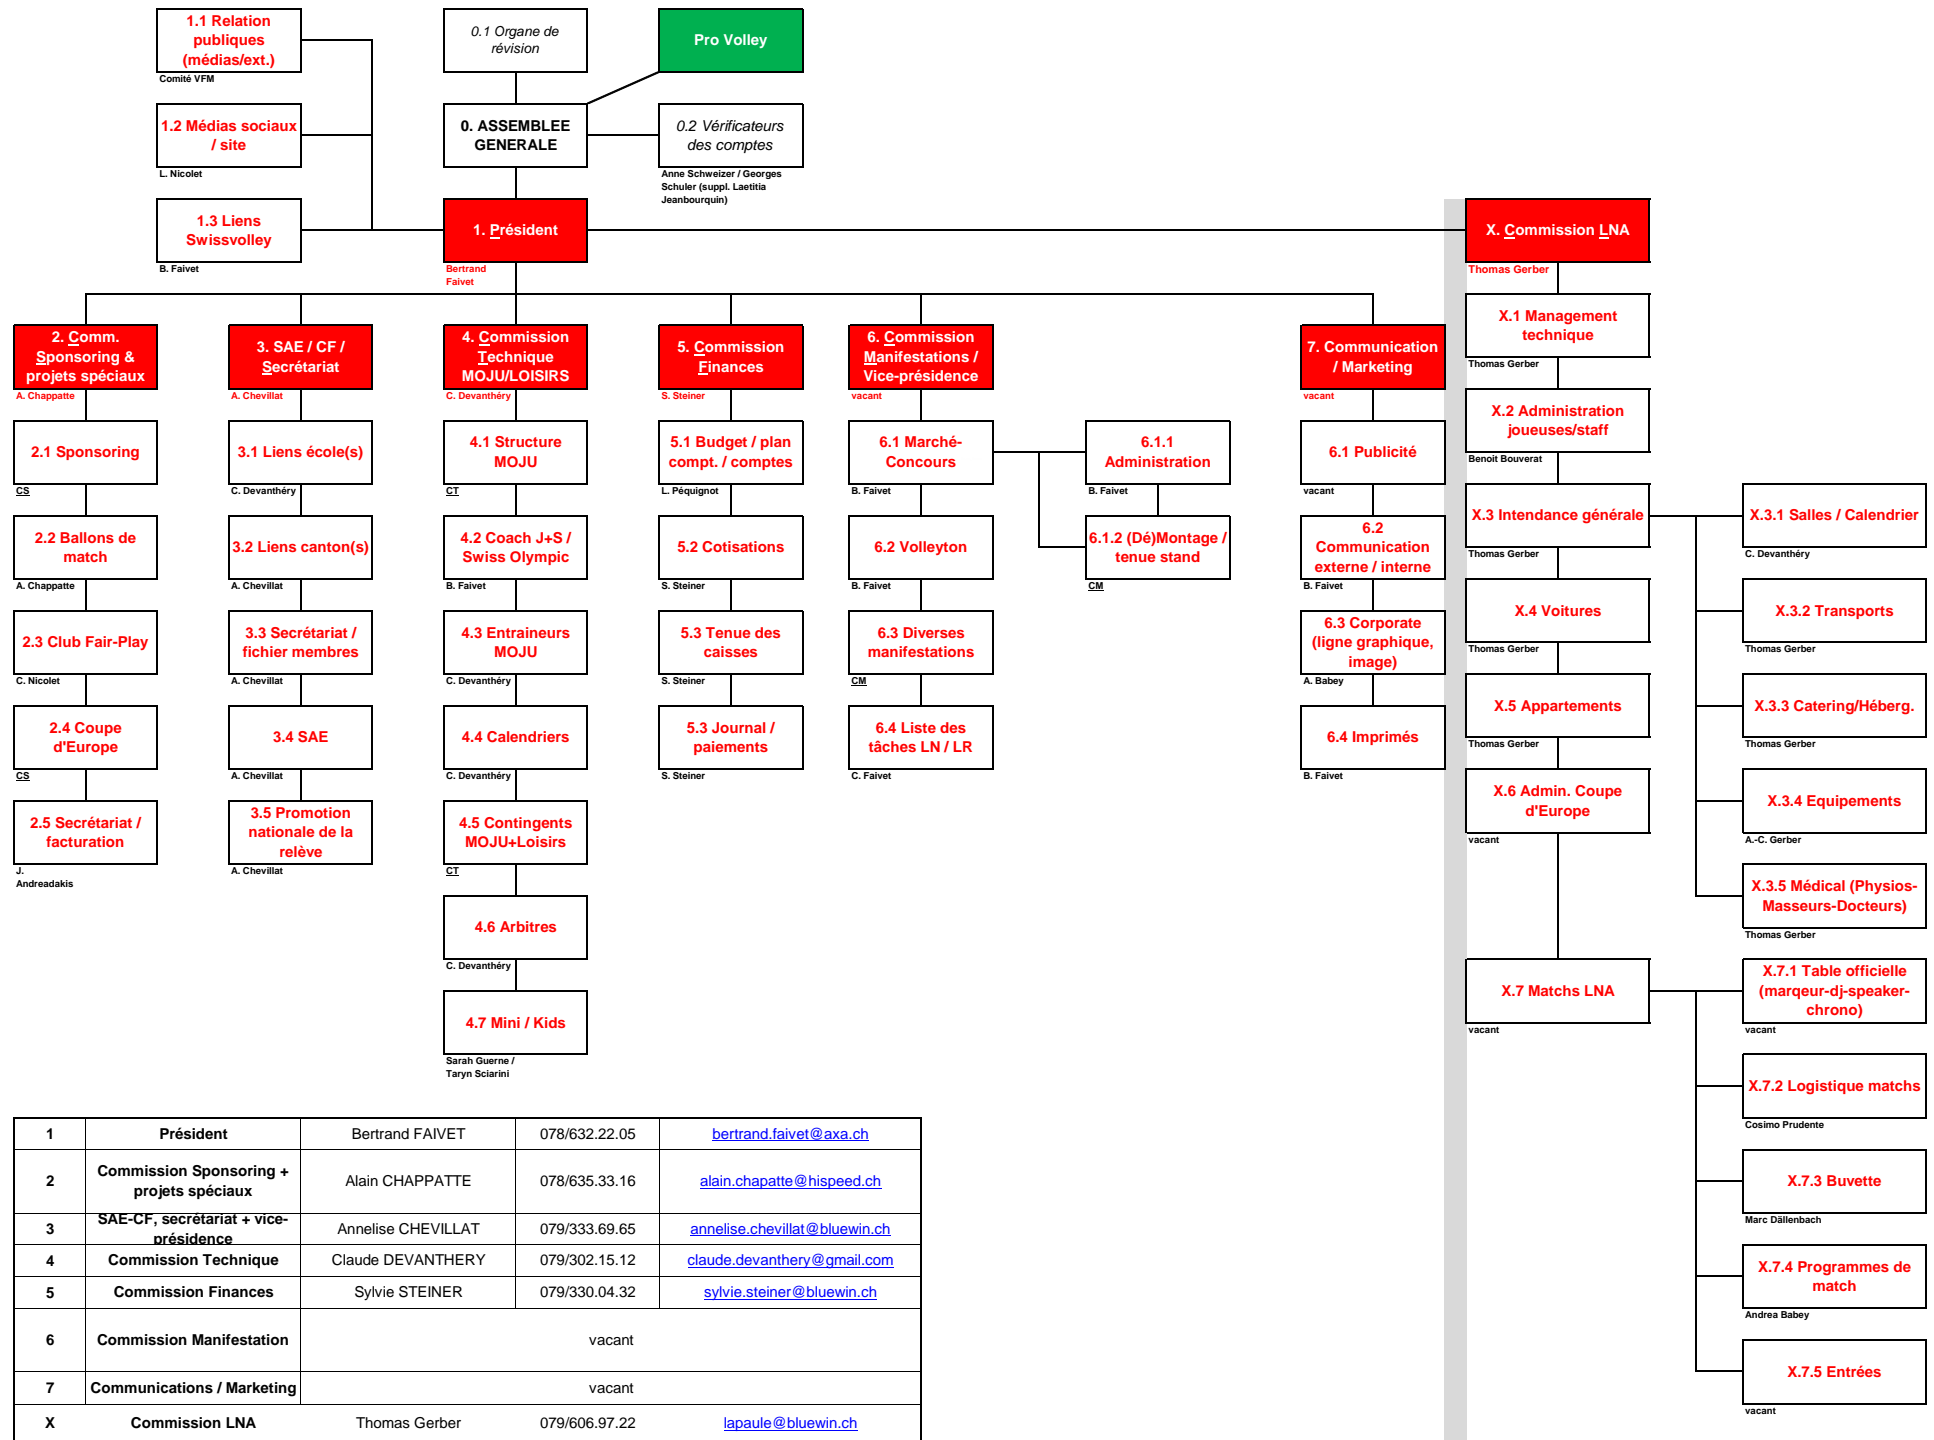 1.1 Relation
publiques
(médias/ext.)
Comité VFM
0.1 Organe de
révision
Pro Volley
1.2 Médias sociaux
/ site
L. Nicolet
0. ASSEMBLEE
GENERALE
0.2 Vérificateurs
des comptes
Anne Schweizer / Georges
Schuler (suppl. Laetitia
Jeanbourquin)
1.3 Liens
Swissvolley
B. Faivet
1. Président
Bertrand
Faivet
X. Commission LNA
Thomas Gerber
2. Comm.
Sponsoring &
projets spéciaux
A. Chappatte
2.1 Sponsoring
CS
2.2 Ballons de
match
A. Chappatte
2.3 Club Fair-Play
C. Nicolet
2.4 Coupe
d'Europe
CS
2.5 Secrétariat /
facturation
J.
Andreadakis
3. SAE / CF /
Secrétariat
A. Chevillat
3.1 Liens école(s)
C. Devanthéry
3.2 Liens canton(s)
A. Chevillat
3.3 Secrétariat /
fichier membres
A. Chevillat
3.4 SAE
A. Chevillat
3.5 Promotion
nationale de la
relève
A. Chevillat
4. Commission
Technique
MOJU/LOISIRS
C. Devanthéry
4.1 Structure
MOJU
CT
4.2 Coach J+S /
Swiss Olympic
B. Faivet
4.3 Entraineurs
MOJU
C. Devanthéry
4.4 Calendriers
C. Devanthéry
4.5 Contingents
MOJU+Loisirs
CT
4.6 Arbitres
C. Devanthéry
4.7 Mini / Kids
Sarah Guerne /
Taryn Sciarini
5. Commission
Finances
S. Steiner
5.1 Budget / plan
compt. / comptes
L. Péquignot
5.2 Cotisations
S. Steiner
5.3 Tenue des
caisses
S. Steiner
5.3 Journal /
paiements
S. Steiner
6. Commission
Manifestations /
Vice-présidence
vacant
6.1 Marché-
Concours
B. Faivet
6.2 Volleyton
B. Faivet
6.3 Diverses
manifestations
CM
6.4 Liste des
tâches LN / LR
C. Faivet
6.1.1
Administration
B. Faivet
6.1.2 (Dé)Montage /
tenue stand
CM
7. Communication
/ Marketing
vacant
6.1 Publicité
vacant
6.2
Communication
externe / interne
B. Faivet
6.3 Corporate
(ligne graphique,
image)
A. Babey
6.4 Imprimés
B. Faivet
X.1 Management
technique
Thomas Gerber
X.2 Administration
joueuses/staff
Benoit Bouverat
X.3 Intendance générale
Thomas Gerber
X.4 Voitures
Thomas Gerber
X.5 Appartements
Thomas Gerber
X.6 Admin. Coupe
d'Europe
vacant
X.7 Matchs LNA
vacant
X.3.1 Salles / Calendrier
C. Devanthéry
X.3.2 Transports
Thomas Gerber
X.3.3 Catering/Héberg.
Thomas Gerber
X.3.4 Equipements
A.-C. Gerber
X.3.5 Médical (Physios-
Masseurs-Docteurs)
Thomas Gerber
X.7.1 Table officielle
(marqeur-dj-speaker-
chrono)
vacant
X.7.2 Logistique matchs
Cosimo Prudente
X.7.3 Buvette
Marc Dällenbach
X.7.4 Programmes de
match
Andrea Babey
X.7.5 Entrées
vacant
1 Président Bertrand FAIVET 078/632.22.05 bertrand.faivet@axa.ch
2 Commission Sponsoring +
projets spéciaux Alain CHAPPATTE 078/635.33.16 alain.chapatte@hispeed.ch
3 SAE-CF, secrétariat + vice-
présidence Annelise CHEVILLAT 079/333.69.65 annelise.chevillat@bluewin.ch
4 Commission Technique Claude DEVANTHERY 079/302.15.12 claude.devanthery@gmail.com
5 Commission Finances Sylvie STEINER 079/330.04.32 sylvie.steiner@bluewin.ch
6 Commission Manifestation vacant
7 Communications / Marketing vacant
X Commission LNA Thomas Gerber 079/606.97.22 lapaule@bluewin.ch